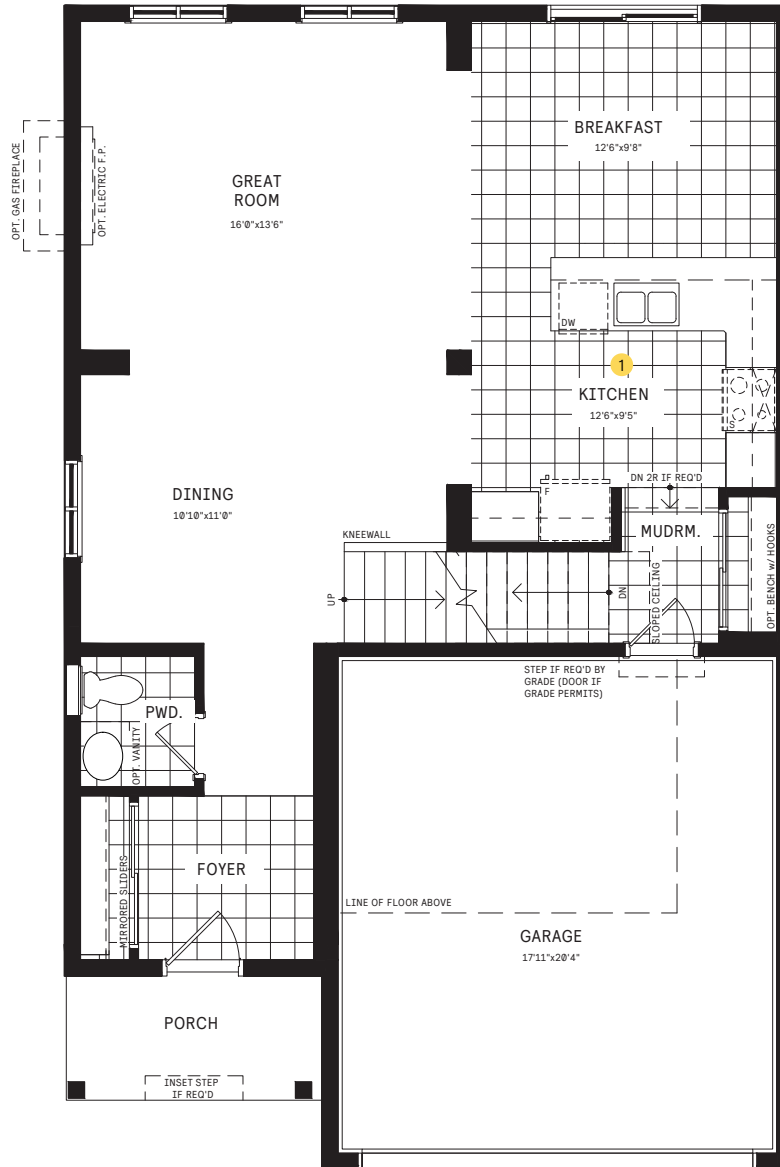 BREAKFAST
12'6"x9'8"
OPT. GAS FIREPLACE
OPT. ELECTRIC F.P.
GREAT
ROOM
16'0"x13'6"
DW
1
KITCHEN
12'6"x9'5"
S
DINING
10'10"x11'0"
F
DN 2R IF REQ'D
MUDRM.
OPT. BENCH w/ HOOKS
KNEEWALL
UP
DN
SLOPED CEILING
STEP IF REQ'D BY
GRADE (DOOR IF
GRADE PERMITS)
PWD.
OPT. VANITY
MIRRORED SLIDERS
FOYER
LINE OF FLOOR ABOVE
GARAGE
17'11"x20'4"
PORCH
INSET STEP
IF REQ'D